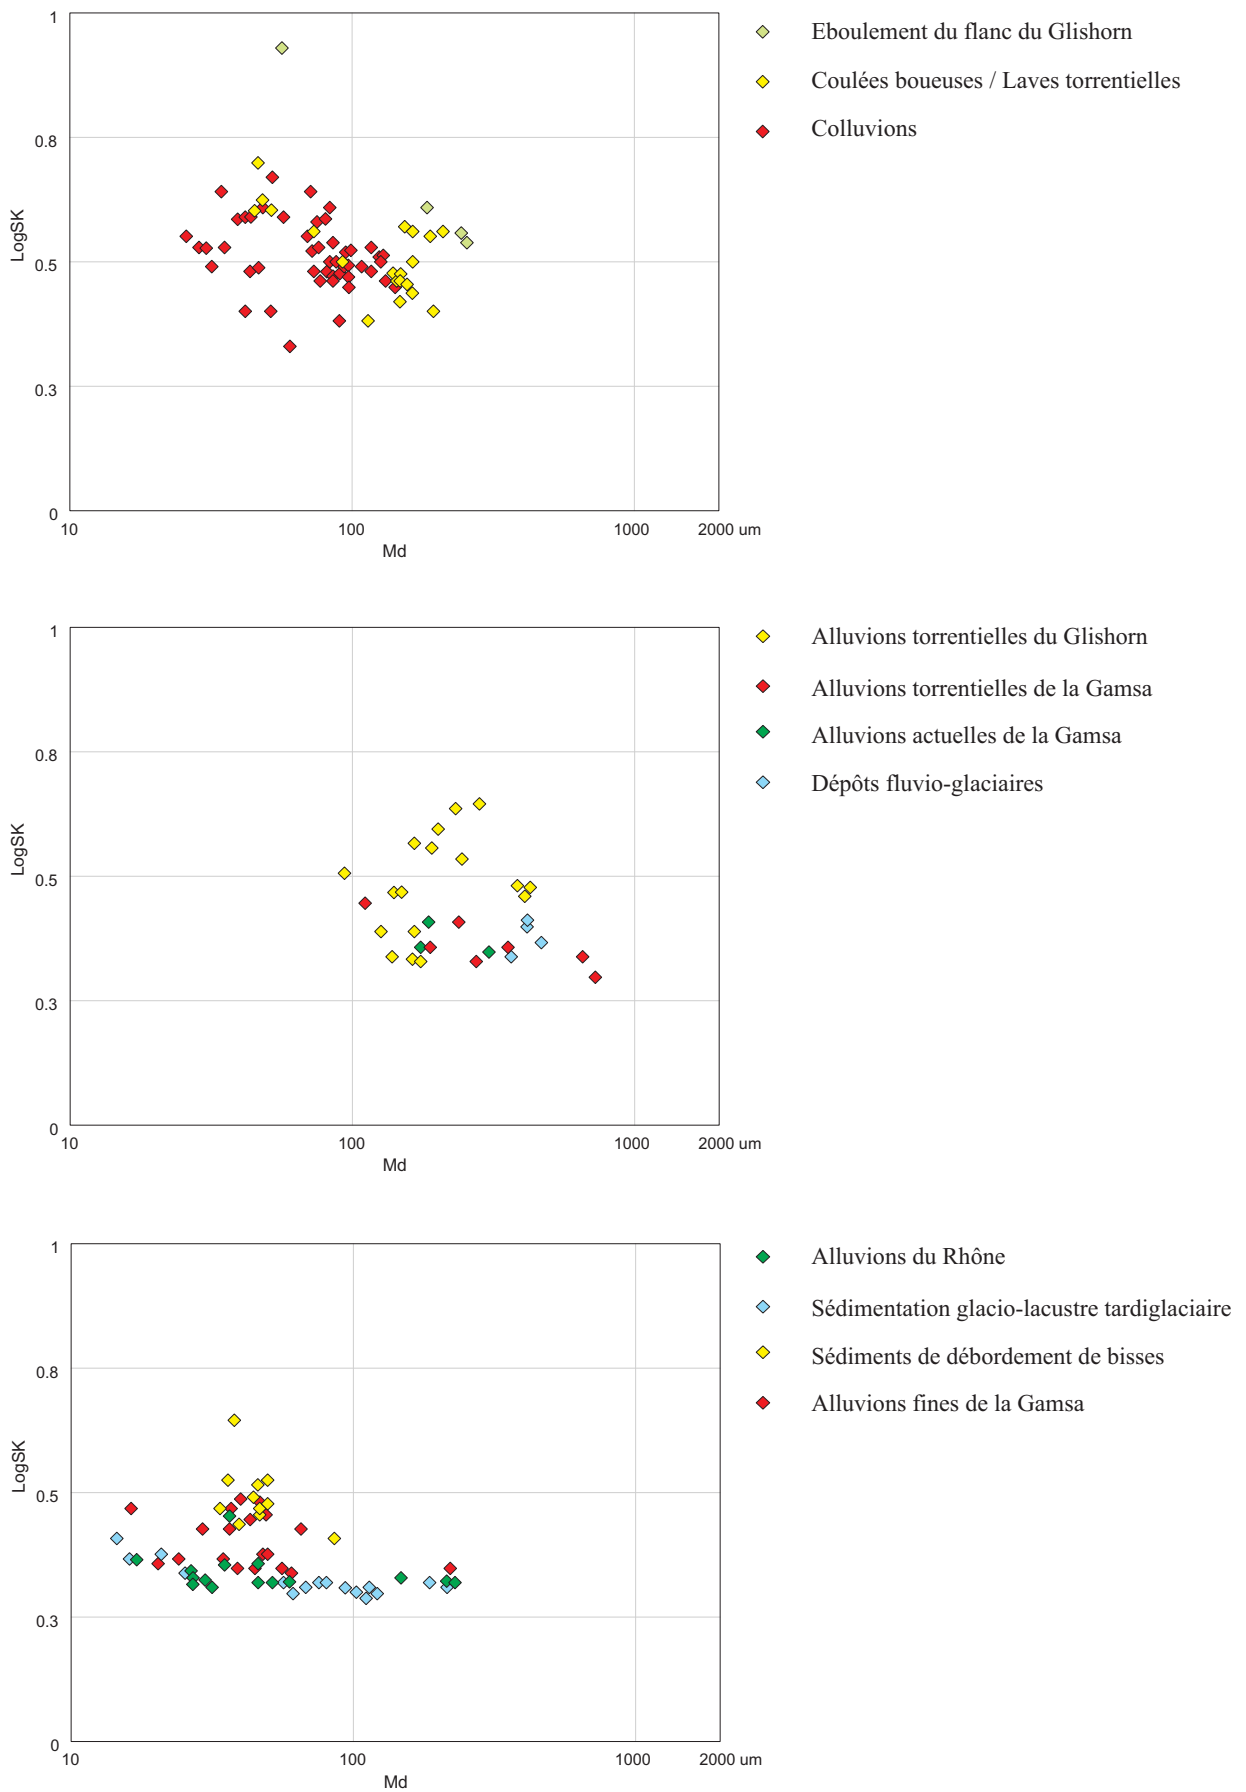 1
0.8
0.5
0.3
0
LogSK
10
100
1000
2000 um
Md
Eboulement du flanc du Glishorn
Coulées boueuses / Laves torrentielles
Colluvions
1
0.8
0.5
0.3
0
LogSK
10
100
1000
2000 um
Md
Alluvions torrentielles du Glishorn
Alluvions torrentielles de la Gamsa
Alluvions actuelles de la Gamsa
Dépôts fluvio-glaciaires
1
0.8
0.5
0.3
0
LogSK
10
100
1000
2000 um
Md
Alluvions du Rhône
Sédimentation glacio-lacustre tardiglaciaire
Sédiments de débordement de bisses
Alluvions fines de la Gamsa